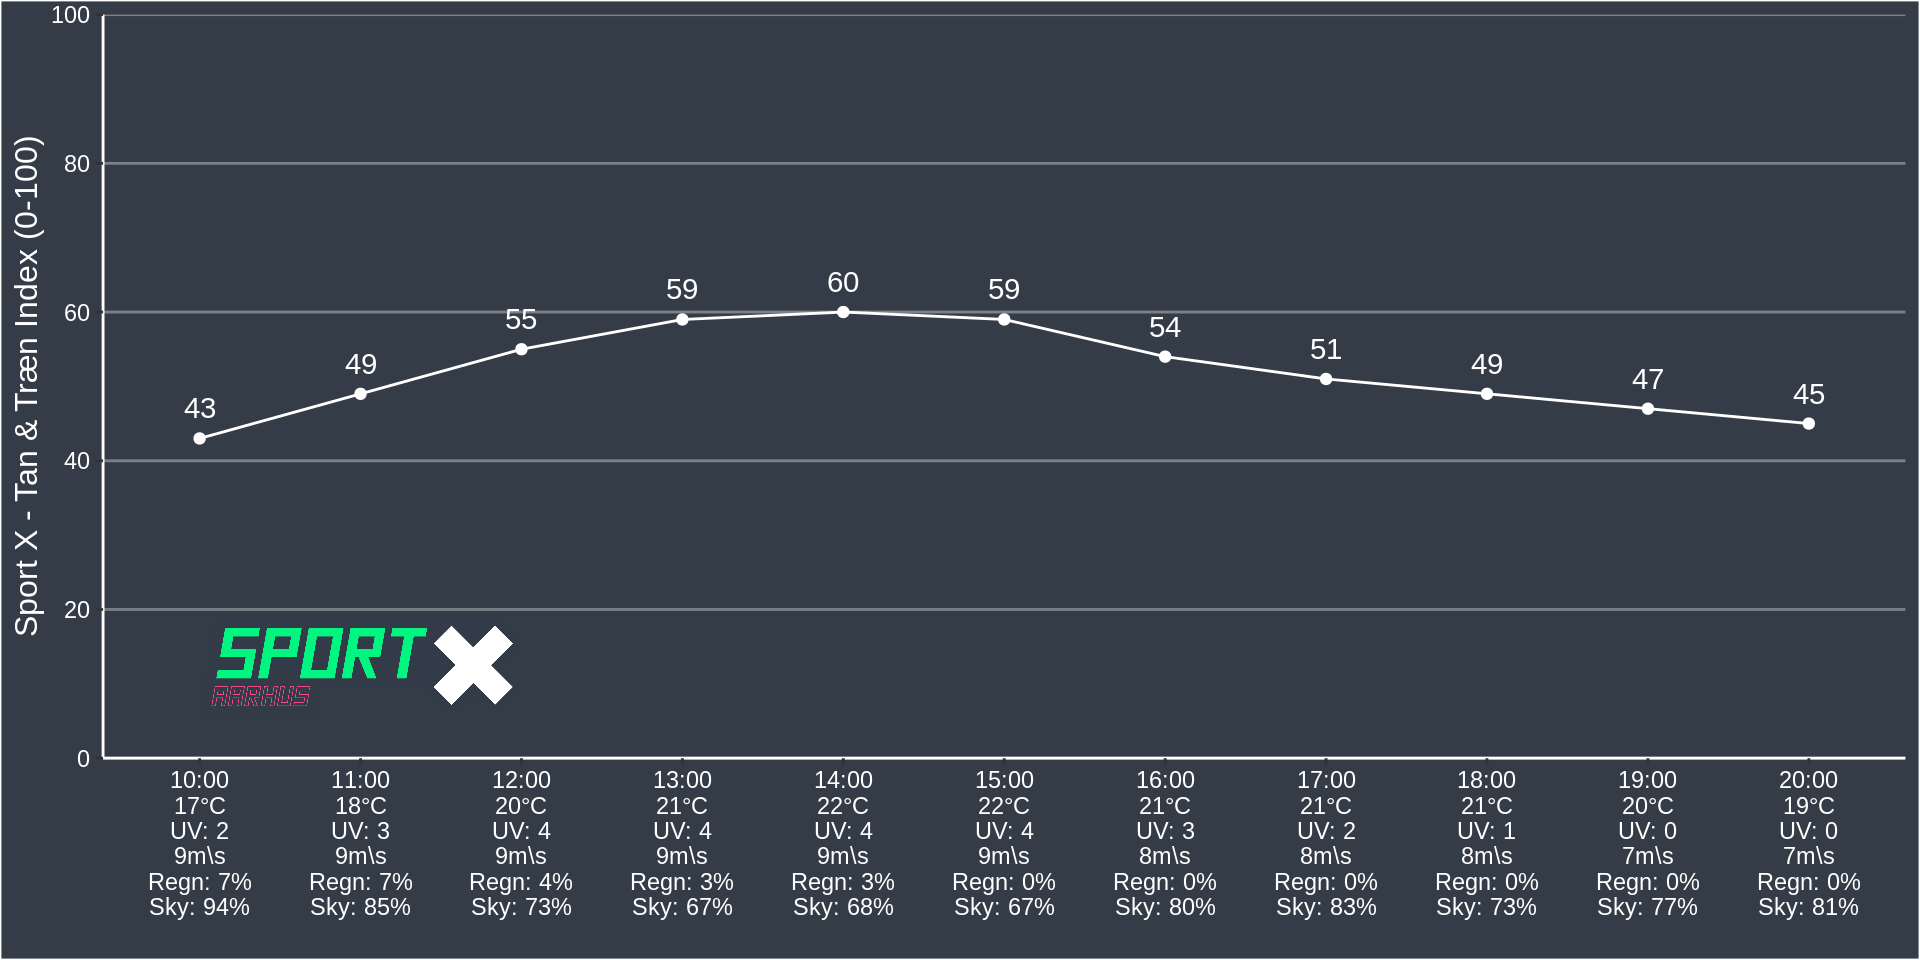 Sport X - Tan & Træn Index (0-100)
100
80
60
40
20
0
43
49
55
59
60
59
54
51
49
47
45
SPORT X
AARHUS
10:00 11:00 12:00 13:00 14:00 15:00 16:00 17:00 18:00 19:00 20:00
17°C 18°C 20°C 21°C 22°C 22°C 21°C 21°C 21°C 20°C 19°C
UV: 2 UV: 3 UV: 4 UV: 4 UV: 4 UV: 4 UV: 3 UV: 2 UV: 1 UV: 0 UV: 0
9m\s 9m\s 9m\s 9m\s 9m\s 9m\s 8m\s 8m\s 8m\s 7m\s 7m\s
Regn: 7% Regn: 7% Regn: 4% Regn: 3% Regn: 3% Regn: 0% Regn: 0% Regn: 0% Regn: 0% Regn: 0% Regn: 0%
Sky: 94% Sky: 85% Sky: 73% Sky: 67% Sky: 68% Sky: 67% Sky: 80% Sky: 83% Sky: 73% Sky: 77% Sky: 81%